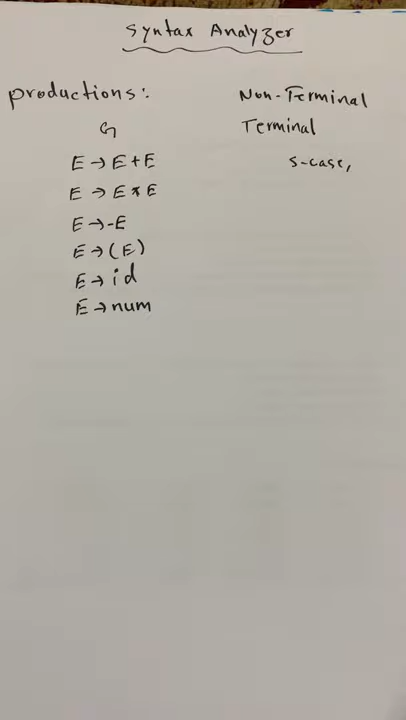 Syntax Analyzer
productions:
G
E → E + E
E → E * E
E → -E
E → (E)
E → id
E → num
Non-Terminal
Terminal
s-case,